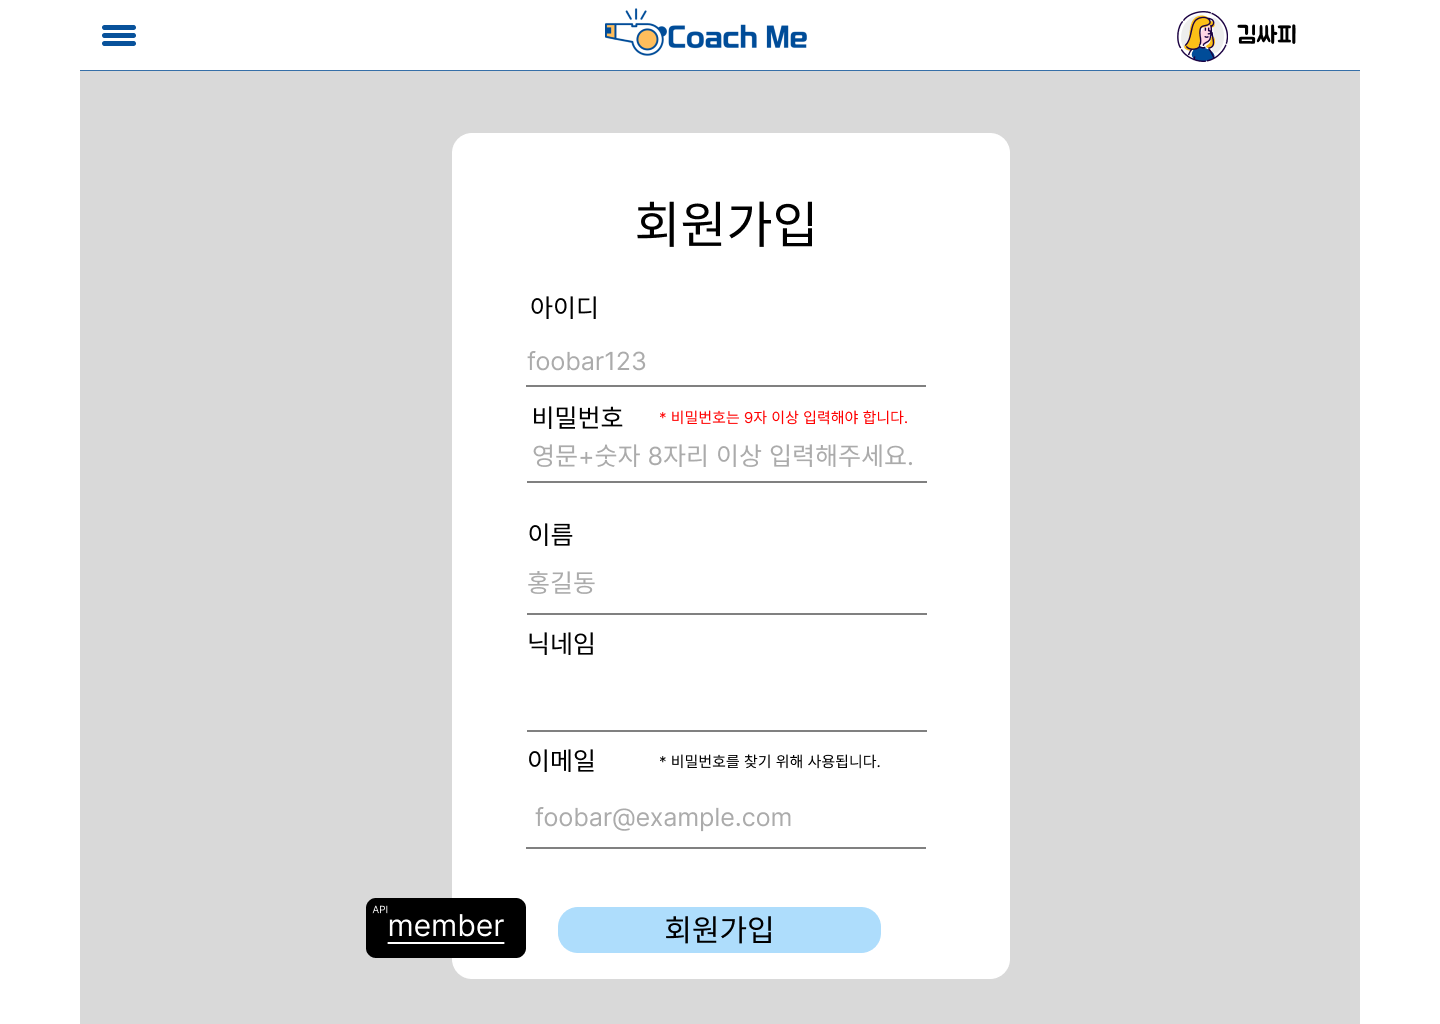 Coach Me
김싸피
회원가입
아이디
foobar123
비밀번호 * 비밀번호는 9자 이상 입력해야 합니다.
영문+숫자 8자리 이상 입력해주세요.
이름
홍길동
닉네임
이메일 * 비밀번호를 찾기 위해 사용됩니다.
foobar@example.com
API
member
회원가입